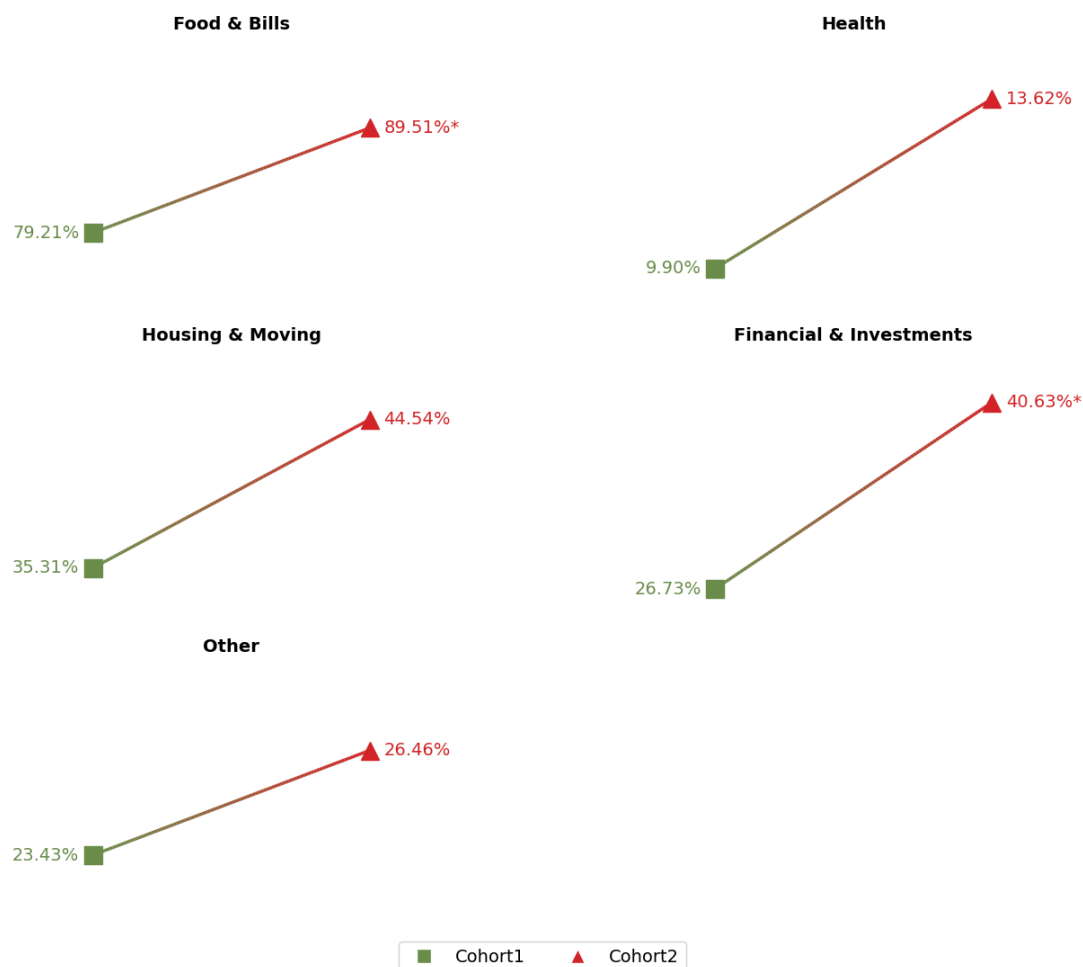 Food & Bills
89.51%*
79.21%
Health
13.62%
9.90%
Housing & Moving
44.54%
35.31%
Financial & Investments
40.63%*
26.73%
Other
26.46%
23.43%
Cohort1
Cohort2